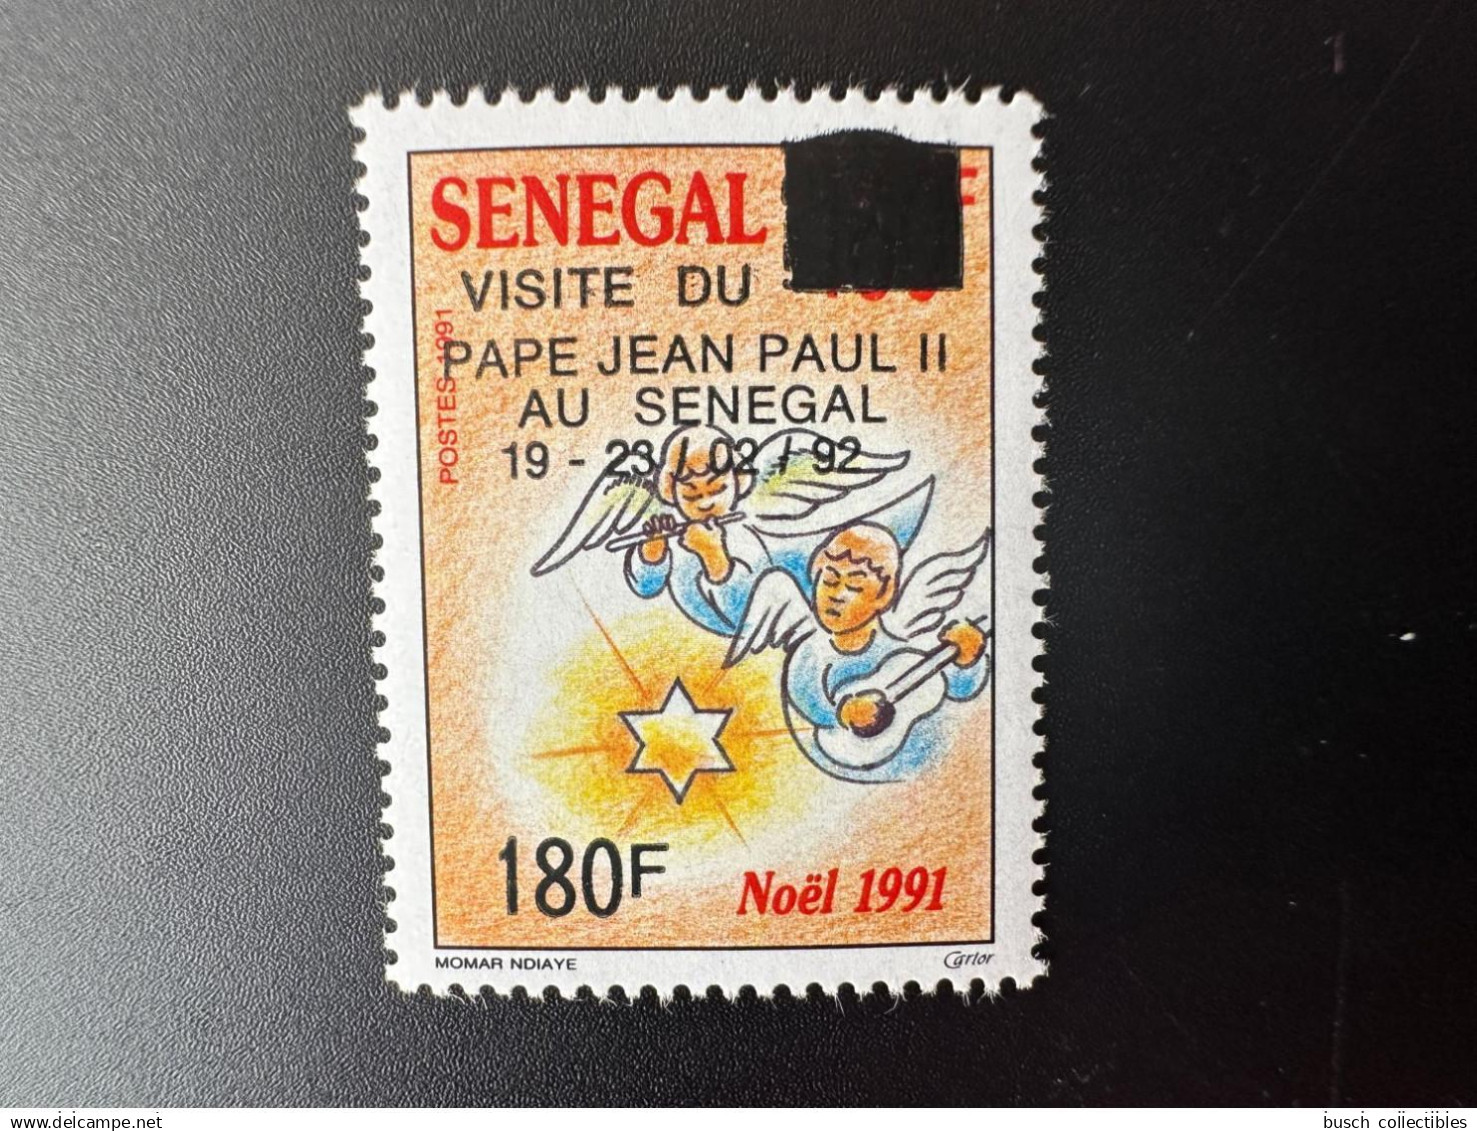 SENEGAL
VISITE DU
PAPE JEAN PAUL II
AU SENEGAL
19 - 23 / 02 / 92
POSTES 1991
180F
Noël 1991
MOMAR NDIAYE
Cartor
www.delcampe.net
busch collectibles